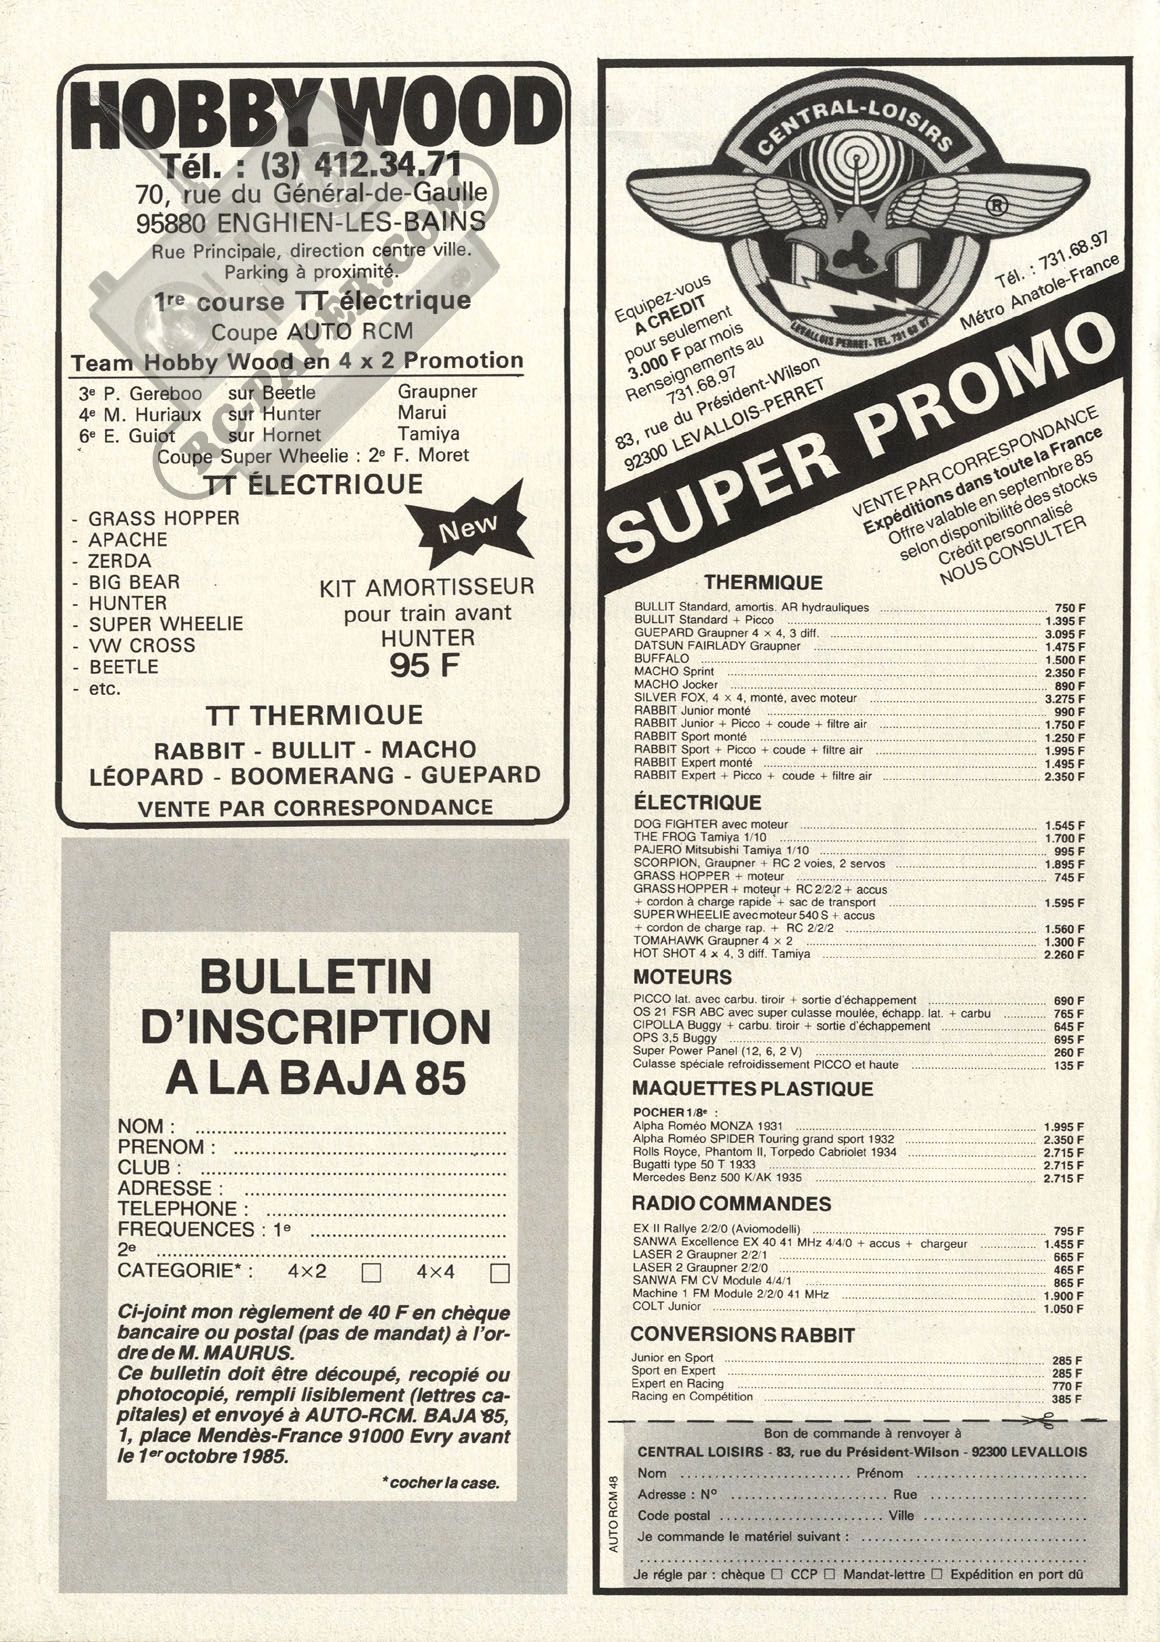 HOBBY WOOD
Tél. : (3) 412.34.71
70, rue du Général-de-Gaulle
95880 ENGHIEN-LES-BAINS
Rue Principale, direction centre ville.
Parking à proximité.
1re course TT électrique
Coupe AUTO RCM
Team Hobby Wood en 4 x 2 Promotion
3e P. Gereboo sur Beetle Graupner
4e M. Huriaux sur Hunter Marui
6e E. Guiot sur Hornet Tamiya
Coupe Super Wheelie : 2e F. Moret
RCPAPER.COM
TT ÉLECTRIQUE
- GRASS HOPPER
- APACHE
- ZERDA
- BIG BEAR
- HUNTER
- SUPER WHEELIE
- VW CROSS
- BEETLE
- etc.
New
KIT AMORTISSEUR
pour train avant
HUNTER
95 F
TT THERMIQUE
RABBIT - BULLIT - MACHO
LÉOPARD - BOOMERANG - GUEPARD
VENTE PAR CORRESPONDANCE
BULLETIN
D'INSCRIPTION
A LA BAJA 85
NOM : ....................
PRENOM : ....................
CLUB : ....................
ADRESSE : ....................
TELEPHONE : ....................
FREQUENCES : 1e ....................
2e ....................
CATEGORIE* : 4×2 □ 4×4 □
Ci-joint mon règlement de 40 F en chèque
bancaire ou postal (pas de mandat) à l'or-
dre de M. MAURUS.
Ce bulletin doit être découpé, recopié ou
photocopié, rempli lisiblement (lettres ca-
pitales) et envoyé à AUTO-RCM. BAJA '85,
1, place Mendès-France 91000 Evry avant
le 1er octobre 1985.
*cocher la case.
CENTRAL-LOISIRS
®
LEVALLOIS PERRET - TEL. 731 68 97
Equipez-vous
A CREDIT
pour seulement
3.000 F par mois
Renseignements au
731.68.97
83, rue du Président-Wilson
92300 LEVALLOIS-PERRET
Tél. : 731.68.97
Métro Anatole-France
SUPER PROMO
VENTE PAR CORRESPONDANCE
Expéditions dans toute la France
Offre valable en septembre 85
selon disponibilité des stocks
Crédit personnalisé
NOUS CONSULTER
THERMIQUE
BULLIT Standard, amortis. AR hydrauliques .......... 750 F
BULLIT Standard + Picco .......... 1.395 F
GUEPARD Graupner 4 × 4, 3 diff. .......... 3.095 F
DATSUN FAIRLADY Graupner .......... 1.475 F
BUFFALO .......... 1.500 F
MACHO Sprint .......... 2.350 F
MACHO Jocker .......... 890 F
SILVER FOX, 4 × 4, monté, avec moteur .......... 3.275 F
RABBIT Junior monté .......... 990 F
RABBIT Junior + Picco + coude + filtre air .......... 1.750 F
RABBIT Sport monté .......... 1.250 F
RABBIT Sport + Picco + coude + filtre air .......... 1.995 F
RABBIT Expert monté .......... 1.495 F
RABBIT Expert + Picco + coude + filtre air .......... 2.350 F
ÉLECTRIQUE
DOG FIGHTER avec moteur .......... 1.545 F
THE FROG Tamiya 1/10 .......... 1.700 F
PAJERO Mitsubishi Tamiya 1/10 .......... 995 F
SCORPION, Graupner + RC 2 voies, 2 servos .......... 1.895 F
GRASS HOPPER + moteur .......... 745 F
GRASS HOPPER + moteur + RC 2/2/2 + accus
+ cordon à charge rapide + sac de transport .......... 1.595 F
SUPER WHEELIE avec moteur 540 S + accus
+ cordon de charge rap. + RC 2/2/2 .......... 1.560 F
TOMAHAWK Graupner 4 × 2 .......... 1.300 F
HOT SHOT 4 x 4, 3 diff. Tamiya .......... 2.260 F
MOTEURS
PICCO lat. avec carbu. tiroir + sortie d'échappement .......... 690 F
OS 21 FSR ABC avec super culasse moulée, échapp. lat. + carbu .......... 765 F
CIPOLLA Buggy + carbu. tiroir + sortie d'échappement .......... 645 F
OPS 3,5 Buggy .......... 695 F
Super Power Panel (12, 6, 2 V) .......... 260 F
Culasse spéciale refroidissement PICCO et haute .......... 135 F
MAQUETTES PLASTIQUE
POCHER 1/8e :
Alpha Roméo MONZA 1931 .......... 1.995 F
Alpha Roméo SPIDER Touring grand sport 1932 .......... 2.350 F
Rolls Royce, Phantom II, Torpedo Cabriolet 1934 .......... 2.715 F
Bugatti type 50 T 1933 .......... 2.715 F
Mercedes Benz 500 K/AK 1935 .......... 2.715 F
RADIO COMMANDES
EX II Rallye 2/2/0 (Aviomodelli) .......... 795 F
SANWA Excellence EX 40 41 MHz 4/4/0 + accus + chargeur .......... 1.455 F
LASER 2 Graupner 2/2/1 .......... 665 F
LASER 2 Graupner 2/2/0 .......... 465 F
SANWA FM CV Module 4/4/1 .......... 865 F
Machine 1 FM Module 2/2/0 41 MHz .......... 1.900 F
COLT Junior .......... 1.050 F
CONVERSIONS RABBIT
Junior en Sport .......... 285 F
Sport en Expert .......... 285 F
Expert en Racing .......... 770 F
Racing en Compétition .......... 385 F
Bon de commande à renvoyer à
CENTRAL LOISIRS - 83, rue du Président-Wilson - 92300 LEVALLOIS
Nom .......... Prénom ..........
Adresse : N° .......... Rue ..........
Code postal .......... Ville ..........
Je commande le matériel suivant : ..........
....................
Je régle par : chèque □ CCP □ Mandat-lettre □ Expédition en port dû
AUTO RCM 48